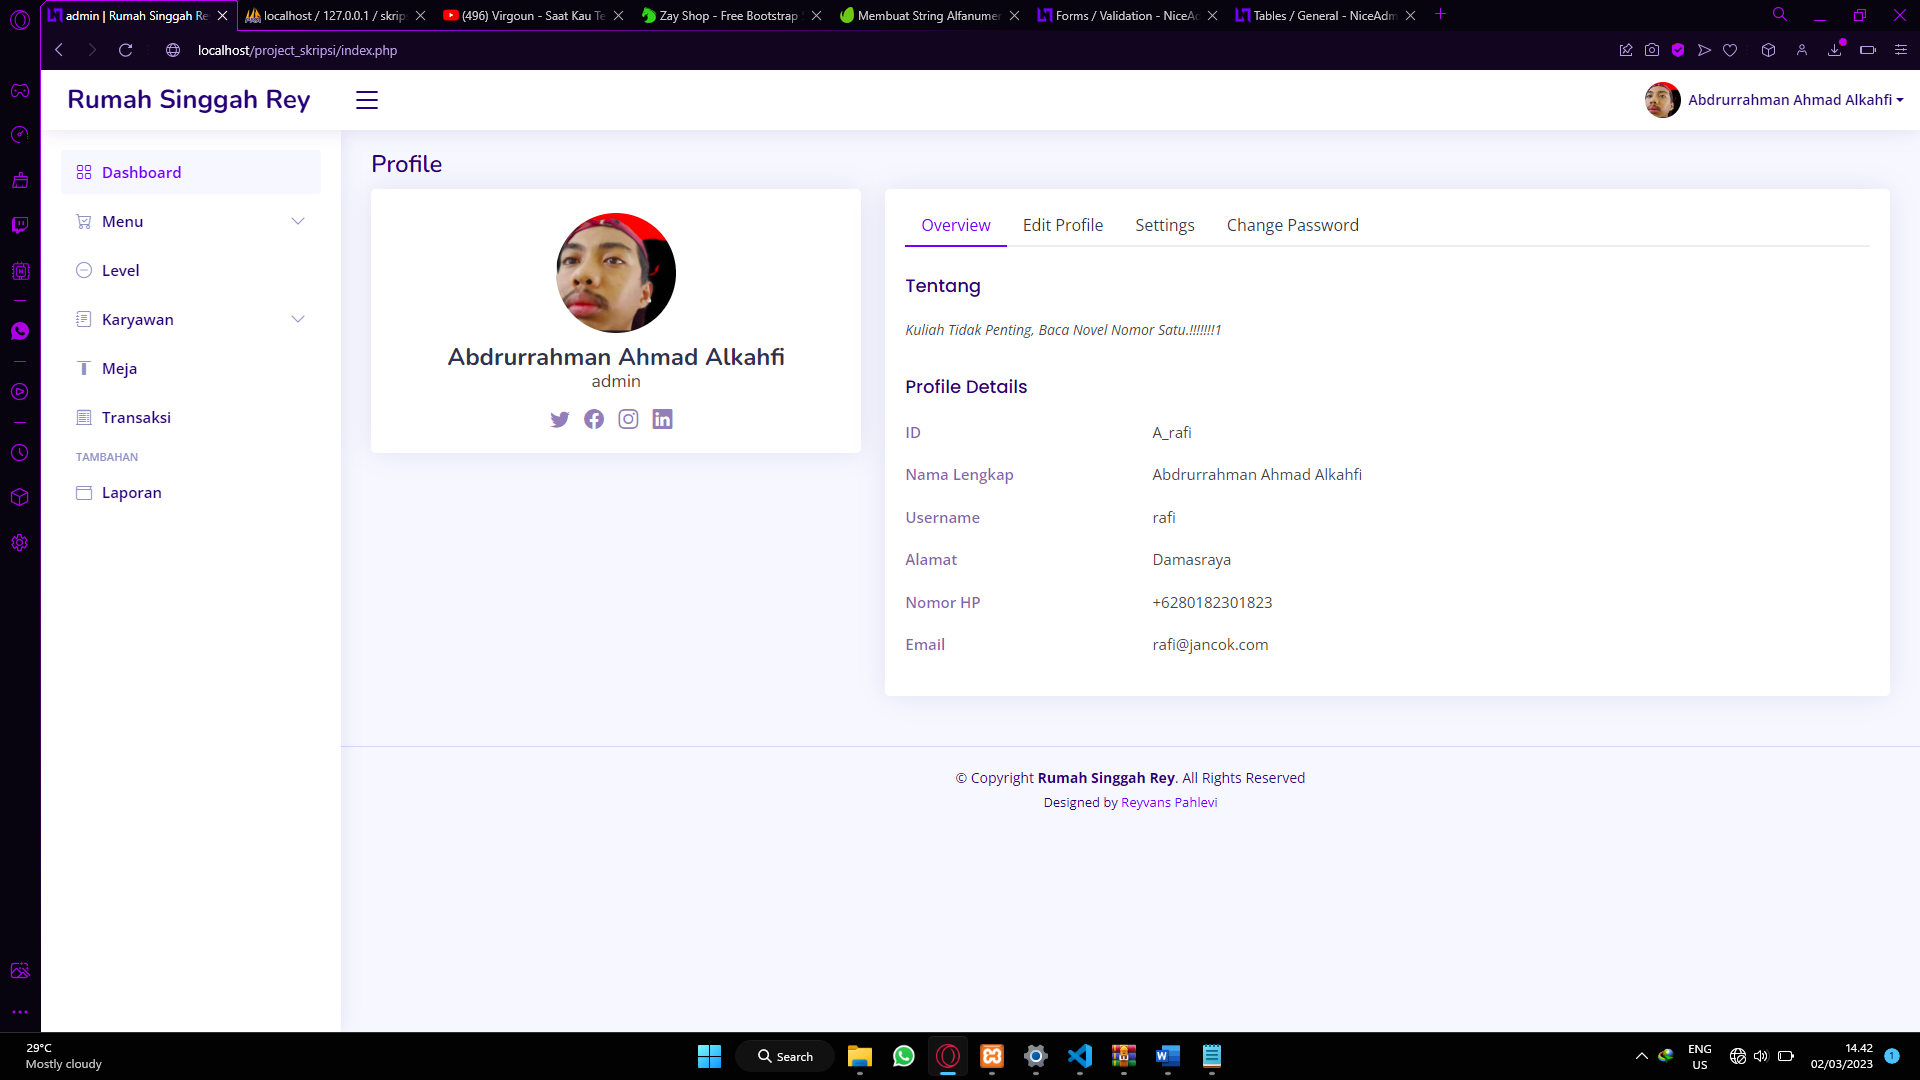 admin | Rumah Singgah Re
localhost / 127.0.0.1 / skrip
(496) Virgoun - Saat Kau Te
Zay Shop - Free Bootstrap
Membuat String Alfanumer
Forms / Validation - NiceAd
Tables / General - NiceAdm
localhost/project_skripsi/index.php
Rumah Singgah Rey
Abdrurrahman Ahmad Alkahfi
Dashboard
Menu
Level
Karyawan
Meja
Transaksi
TAMBAHAN
Laporan
Profile
Abdrurrahman Ahmad Alkahfi
admin
Overview
Edit Profile
Settings
Change Password
Tentang
Kuliah Tidak Penting, Baca Novel Nomor Satu.!!!!!!!1
Profile Details
ID A_rafi
Nama Lengkap Abdrurrahman Ahmad Alkahfi
Username rafi
Alamat Damasraya
Nomor HP +6280182301823
Email rafi@jancok.com
© Copyright Rumah Singgah Rey. All Rights Reserved
Designed by Reyvans Pahlevi
29°C
Mostly cloudy
Search
ENG
US
14.42
02/03/2023
1